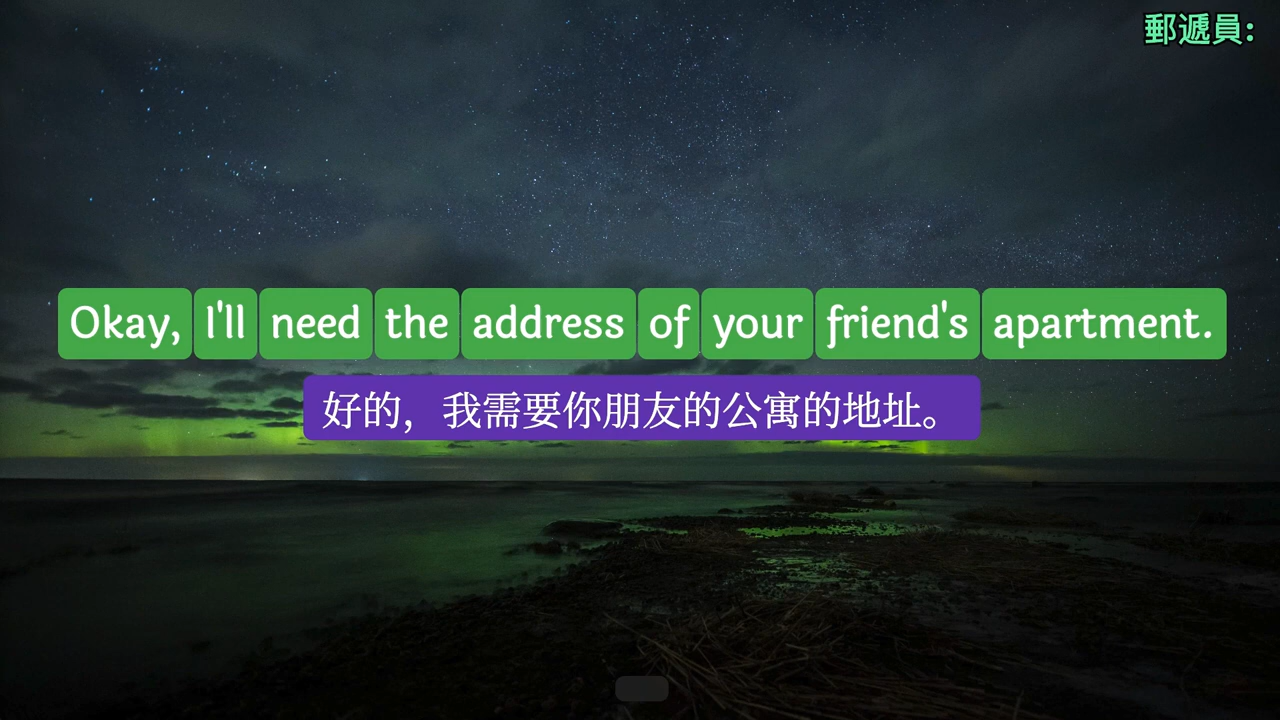 郵遞員:
Okay, I'll need the address of your friend's apartment.
好的，我需要你朋友的公寓的地址。